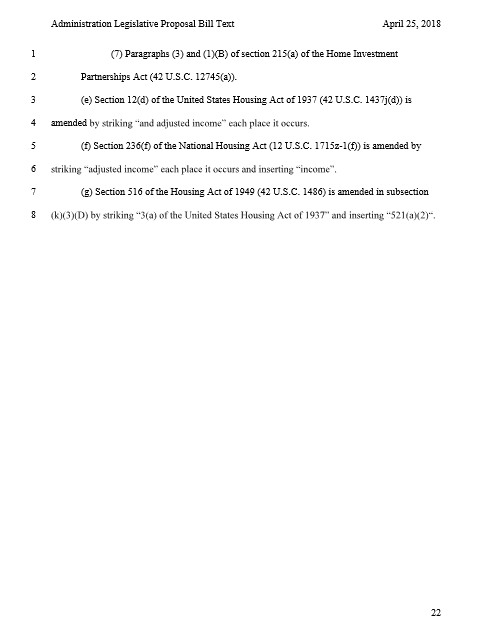 Administration Legislative Proposal Bill Text April 25, 2018
1 (7) Paragraphs (3) and (1)(B) of section 215(a) of the Home Investment
2 Partnerships Act (42 U.S.C. 12745(a)).
3 (e) Section 12(d) of the United States Housing Act of 1937 (42 U.S.C. 1437j(d)) is
4 amended by striking “and adjusted income” each place it occurs.
5 (f) Section 236(f) of the National Housing Act (12 U.S.C. 1715z-1(f)) is amended by
6 striking “adjusted income” each place it occurs and inserting “income”.
7 (g) Section 516 of the Housing Act of 1949 (42 U.S.C. 1486) is amended in subsection
8 (k)(3)(D) by striking “3(a) of the United States Housing Act of 1937” and inserting “521(a)(2)“.
22